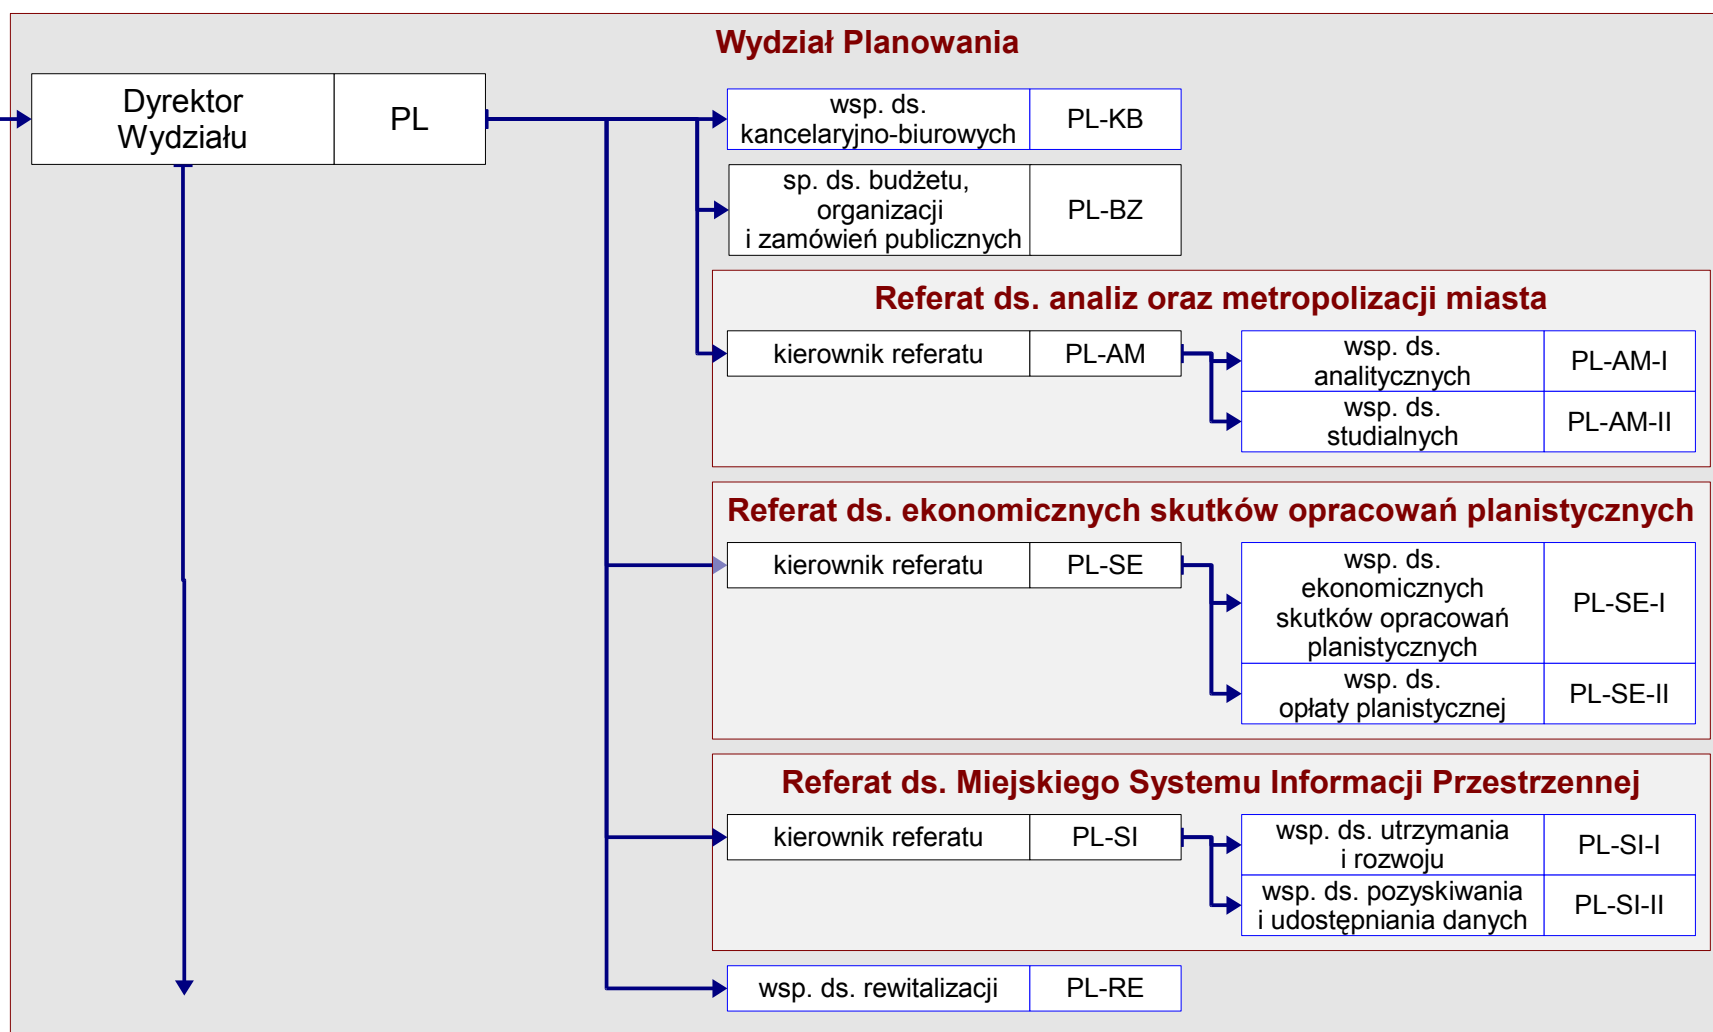 Wydział Planowania
Dyrektor
Wydziału
PL
wsp. ds.
kancelaryjno-biurowych
PL-KB
sp. ds. budżetu,
organizacji
i zamówień publicznych
PL-BZ
Referat ds. analiz oraz metropolizacji miasta
kierownik referatu
PL-AM
wsp. ds.
analitycznych
PL-AM-I
wsp. ds.
studialnych
PL-AM-II
Referat ds. ekonomicznych skutków opracowań planistycznych
kierownik referatu
PL-SE
wsp. ds.
ekonomicznych
skutków opracowań
planistycznych
PL-SE-I
wsp. ds.
opłaty planistycznej
PL-SE-II
Referat ds. Miejskiego Systemu Informacji Przestrzennej
kierownik referatu
PL-SI
wsp. ds. utrzymania
i rozwoju
PL-SI-I
wsp. ds. pozyskiwania
i udostępniania danych
PL-SI-II
wsp. ds. rewitalizacji
PL-RE